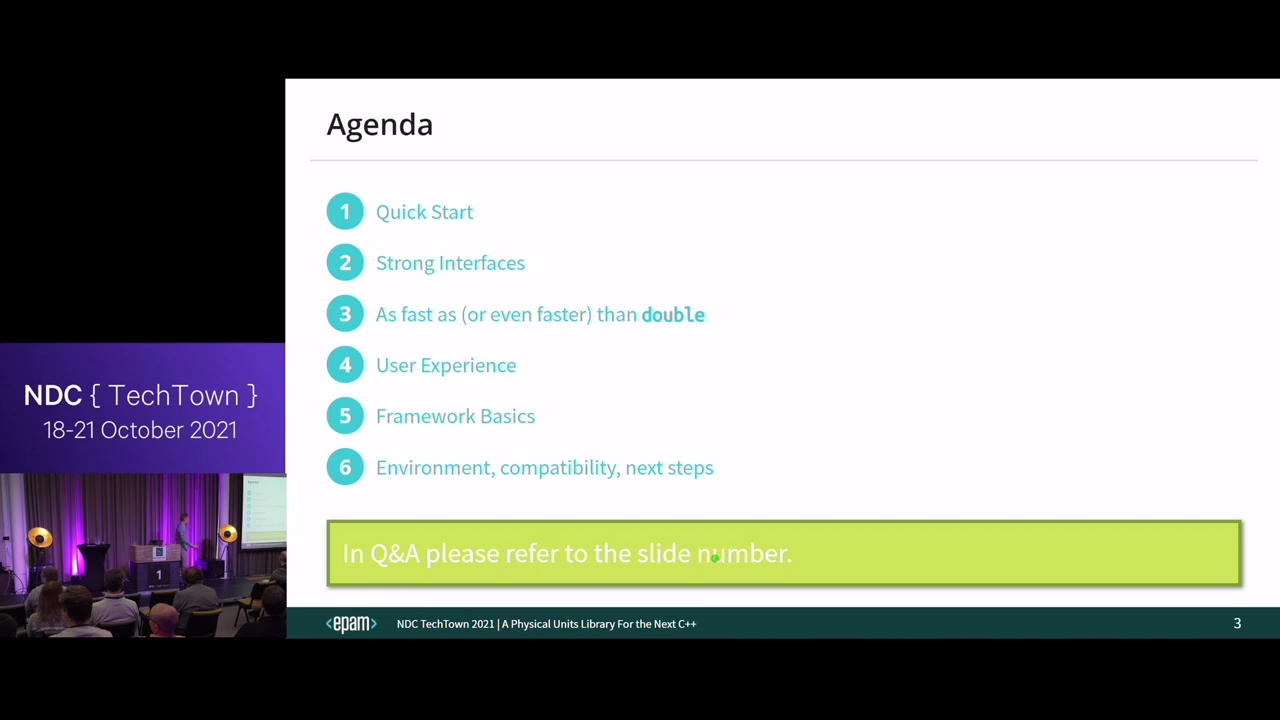 Agenda
1 Quick Start
2 Strong Interfaces
3 As fast as (or even faster) than double
4 User Experience
5 Framework Basics
6 Environment, compatibility, next steps
In Q&A please refer to the slide number.
<epam> NDC TechTown 2021 | A Physical Units Library For the Next C++ 3
NDC { TechTown }
18-21 October 2021
1